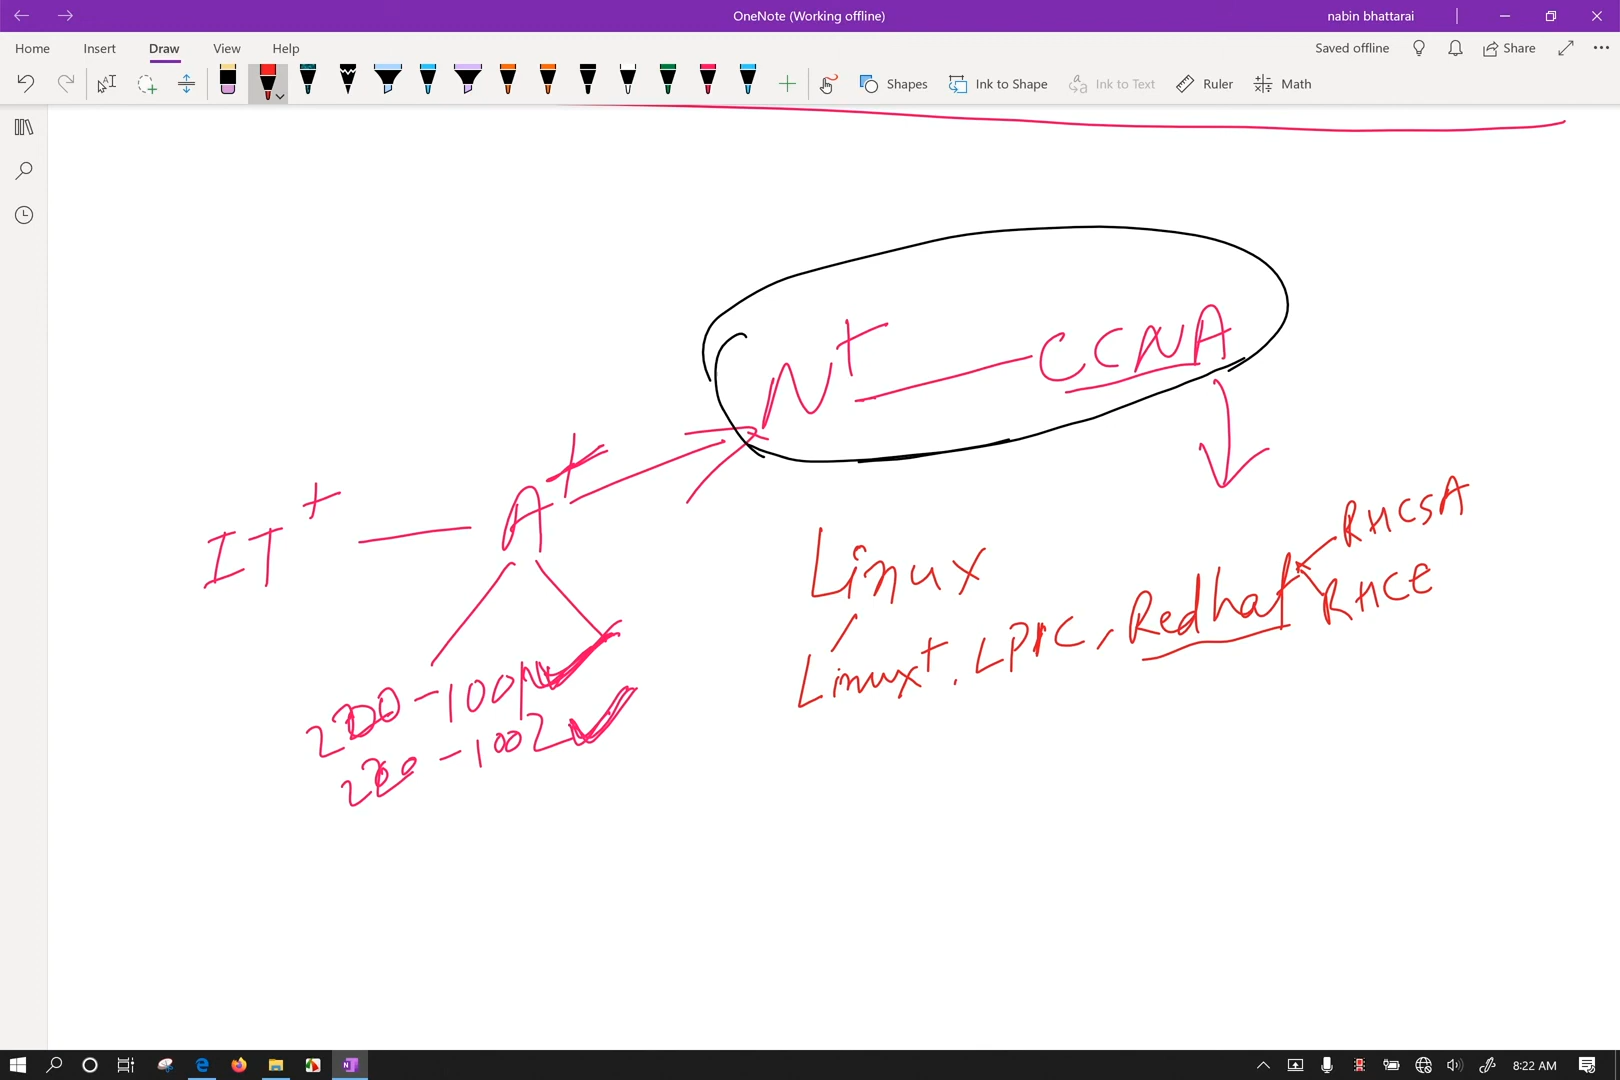 OneNote (Working offline)
nabin bhattarai
Home Insert Draw View Help
Saved offline
Share
Shapes
Ink to Shape
Ink to Text
Ruler
Math
N+ CCNA
IT+ A+
Linux
RHCSA
Linux+, LPIC, Redhat
RHCE
220-1001
220-1002
8:22 AM